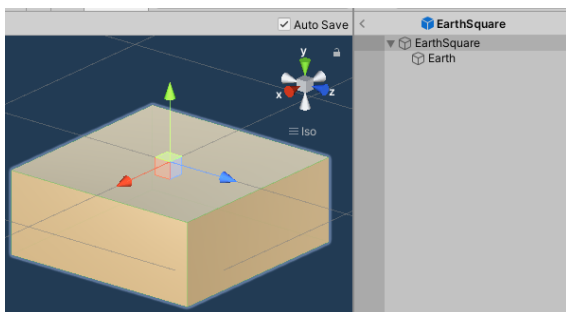 Auto Save
< EarthSquare
EarthSquare
Earth
y
x
z
Iso